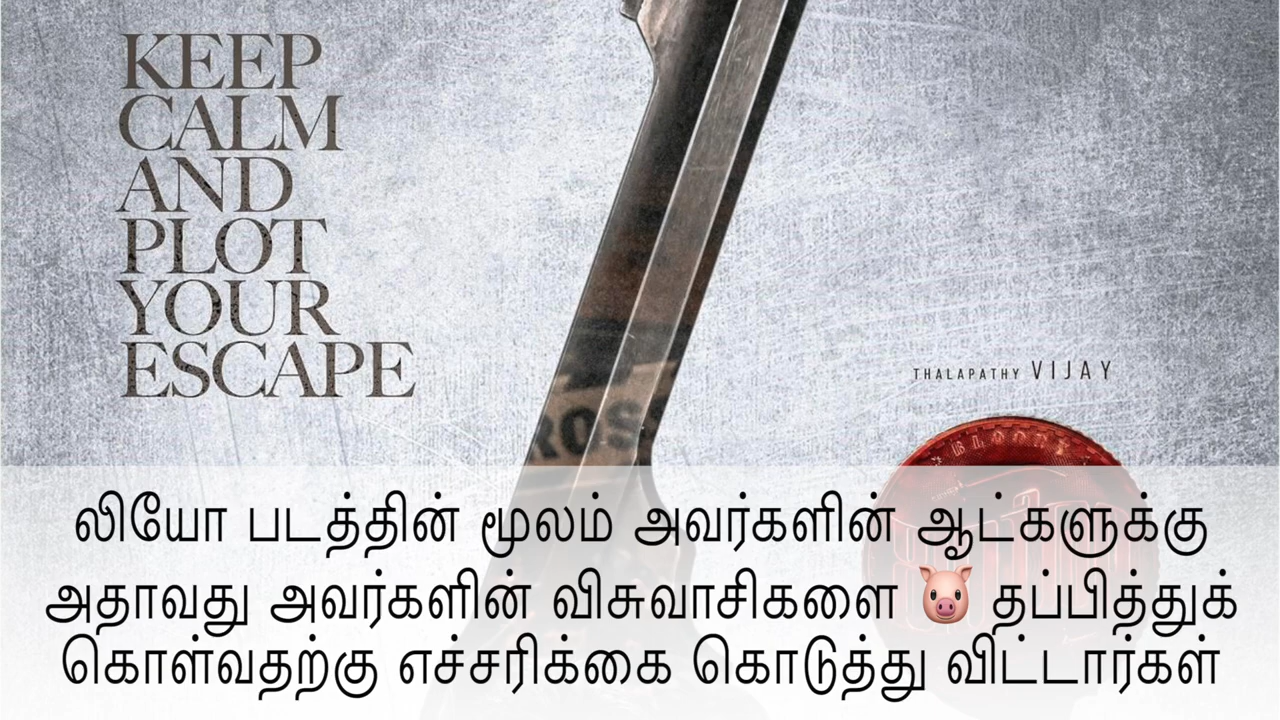 KEEP
CALM
AND
PLOT
YOUR
ESCAPE
THALAPATHY VIJAY
லியோ படத்தின் மூலம் அவர்களின் ஆட்களுக்கு
அதாவது அவர்களின் விசுவாசிகளை 🐷 தப்பித்துக்
கொள்வதற்கு எச்சரிக்கை கொடுத்து விட்டார்கள்